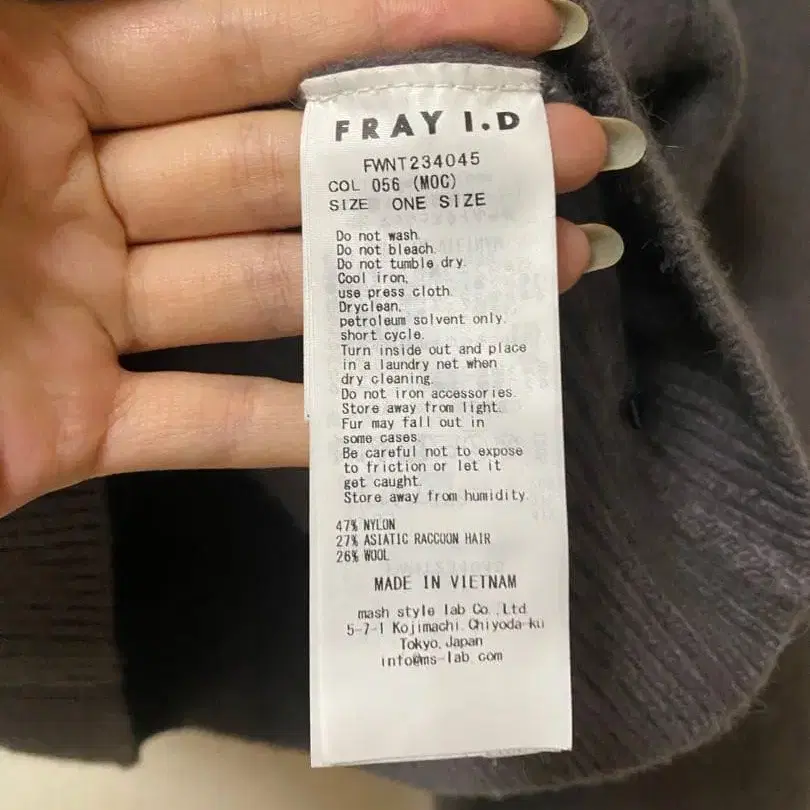 FRAY I.D
FWNT234045
COL 056 (MOC)
SIZE ONE SIZE
Do not wash.
Do not bleach.
Do not tumble dry.
Cool iron,
use press cloth.
Dryclean,
petroleum solvent only.
short cycle.
Turn inside out and place
in a laundry net when
dry cleaning.
Do not iron accessories.
Store away from light.
Fur may fall out in
some cases.
Be careful not to expose
to friction or let it
get caught.
Store away from humidity.
47% NYLON
27% ASIATIC RACCOON HAIR
26% WOOL
MADE IN VIETNAM
mash style lab Co.,Ltd.
5-7-1 Kojimachi, Chiyoda-ku
Tokyo, Japan
info@ms-lab.com